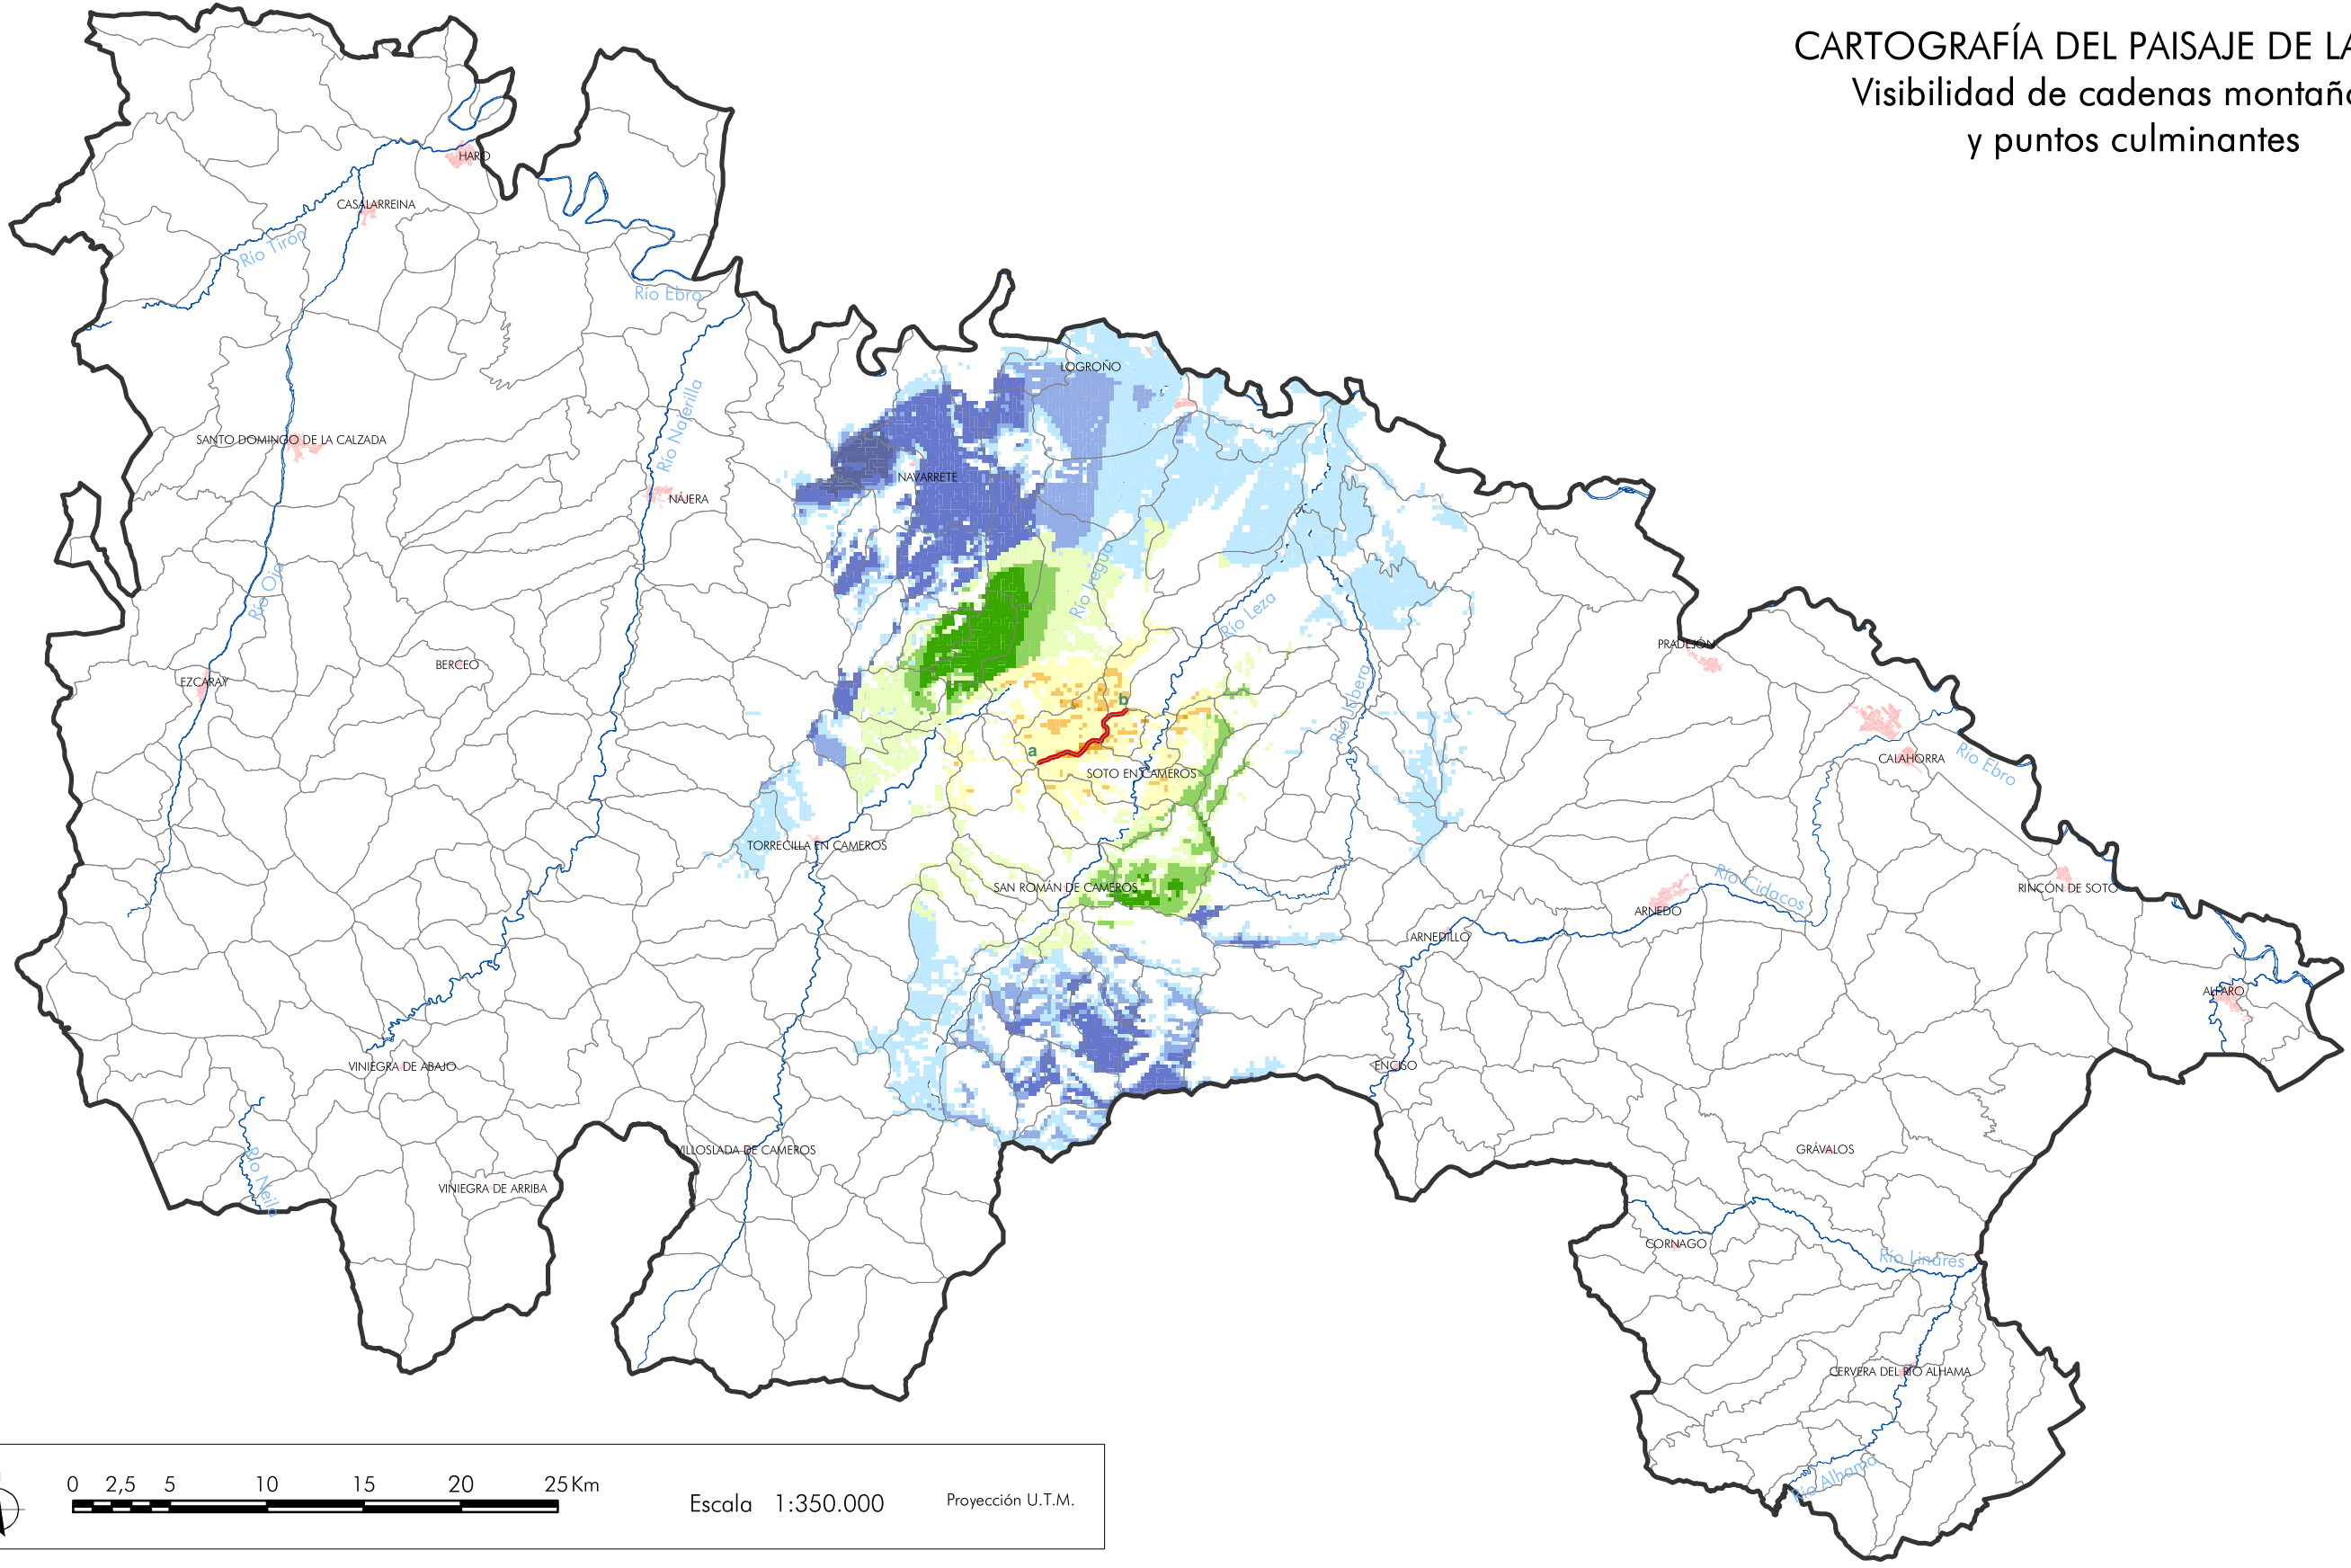 CARTOGRAFÍA DEL PAISAJE DE LA
Visibilidad de cadenas montaño
y puntos culminantes
HARO
CASALARREINA
Río Tirón
Río Ebro
LOGROÑO
Río Najerilla
SANTO DOMINGO DE LA CALZADA
NAVARRETE
NÁJERA
Río Oja
Río Iregua
Río Leza
PRADEJÓN
BERCEO
EZCARAY
Río Jubera
b
a
SOTO EN CAMEROS
CALAHORRA
Río Ebro
TORRECILLA EN CAMEROS
SAN ROMÁN DE CAMEROS
Río Cidacos
RINCÓN DE SOTO
ARNEDO
ARNEDILLO
ALFARO
VINIEGRA DE ABAJO
ENCISO
VILLOSLADA DE CAMEROS
GRÁVALOS
Río Neila
VINIEGRA DE ARRIBA
CORNAGO
Río Linares
CERVERA DEL RÍO ALHAMA
Río Alhama
0 2,5 5 10 15 20 25 Km
Escala 1:350.000
Proyección U.T.M.